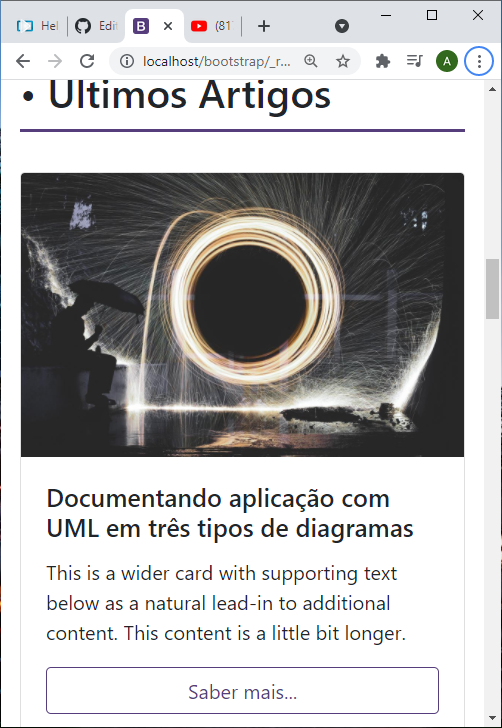 Hel
Edit
B
(817
localhost/bootstrap/_r...
A
• Últimos Artigos
Documentando aplicação com
UML em três tipos de diagramas
This is a wider card with supporting text
below as a natural lead-in to additional
content. This content is a little bit longer.
Saber mais...